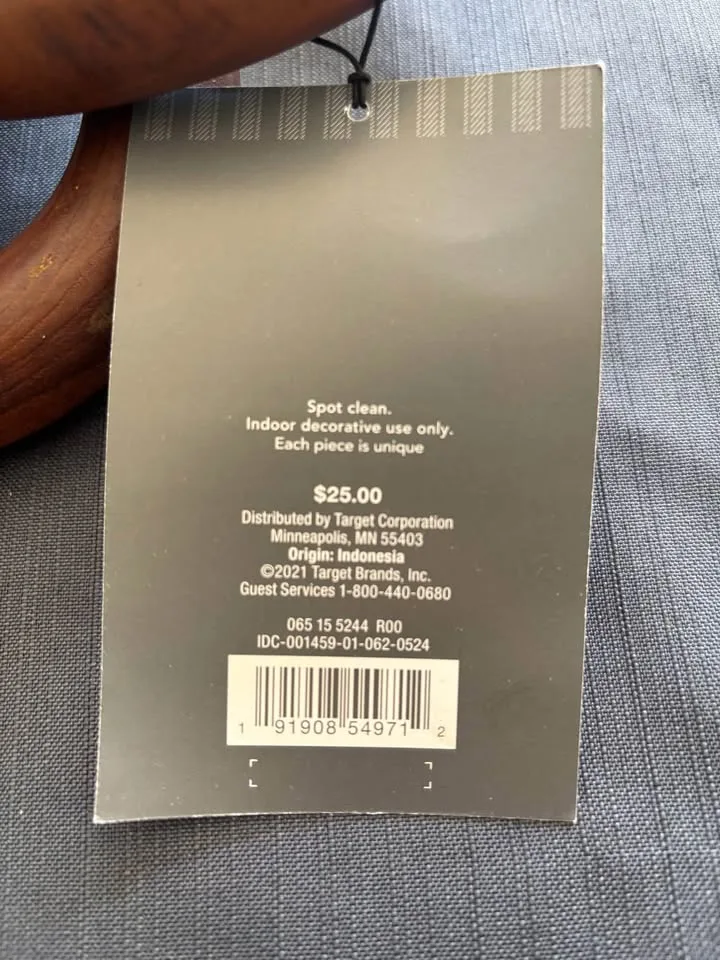 Spot clean.
Indoor decorative use only.
Each piece is unique
$25.00
Distributed by Target Corporation
Minneapolis, MN 55403
Origin: Indonesia
©2021 Target Brands, Inc.
Guest Services 1-800-440-0680
065 15 5244 R00
IDC-001459-01-062-0524
1 91908 54971 2